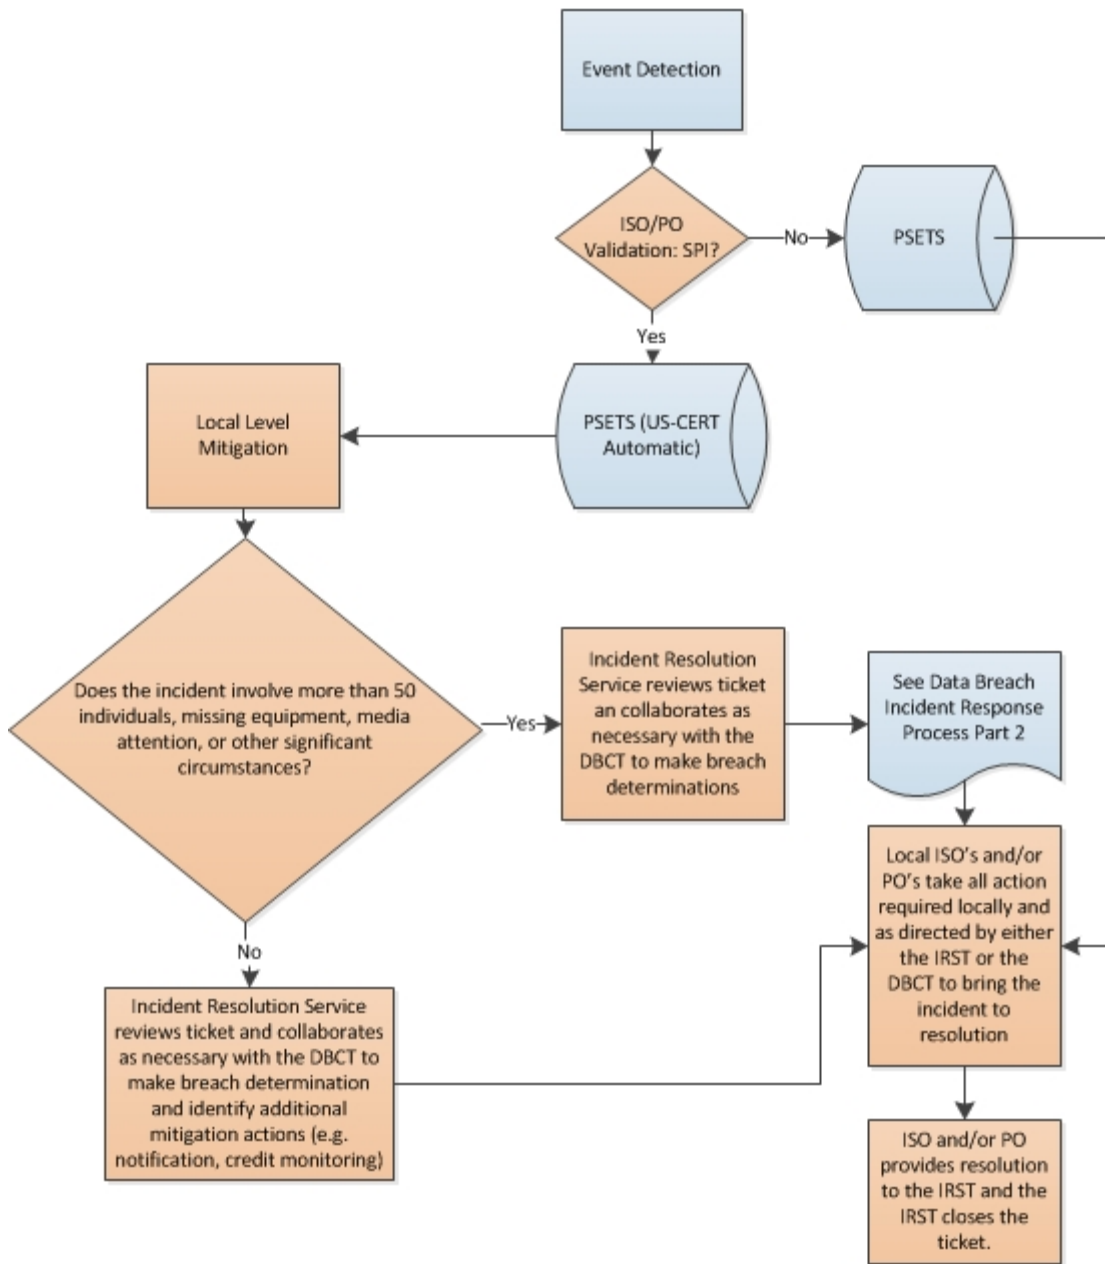 Event Detection
ISO/PO
Validation: SPI?
No
PSETS
Yes
Local Level
Mitigation
PSETS (US-CERT
Automatic)
Does the incident involve more than 50
individuals, missing equipment, media
attention, or other significant
circumstances?
Yes
Incident Resolution
Service reviews ticket
an collaborates as
necessary with the
DBCT to make breach
determinations
See Data Breach
Incident Response
Process Part 2
Local ISO's and/or
PO's take all action
required locally and
as directed by either
the IRST or the
DBCT to bring the
incident to
resolution
No
Incident Resolution Service
reviews ticket and collaborates
as necessary with the DBCT to
make breach determination
and identify additional
mitigation actions (e.g.
notification, credit monitoring)
ISO and/or PO
provides resolution
to the IRST and the
IRST closes the
ticket.